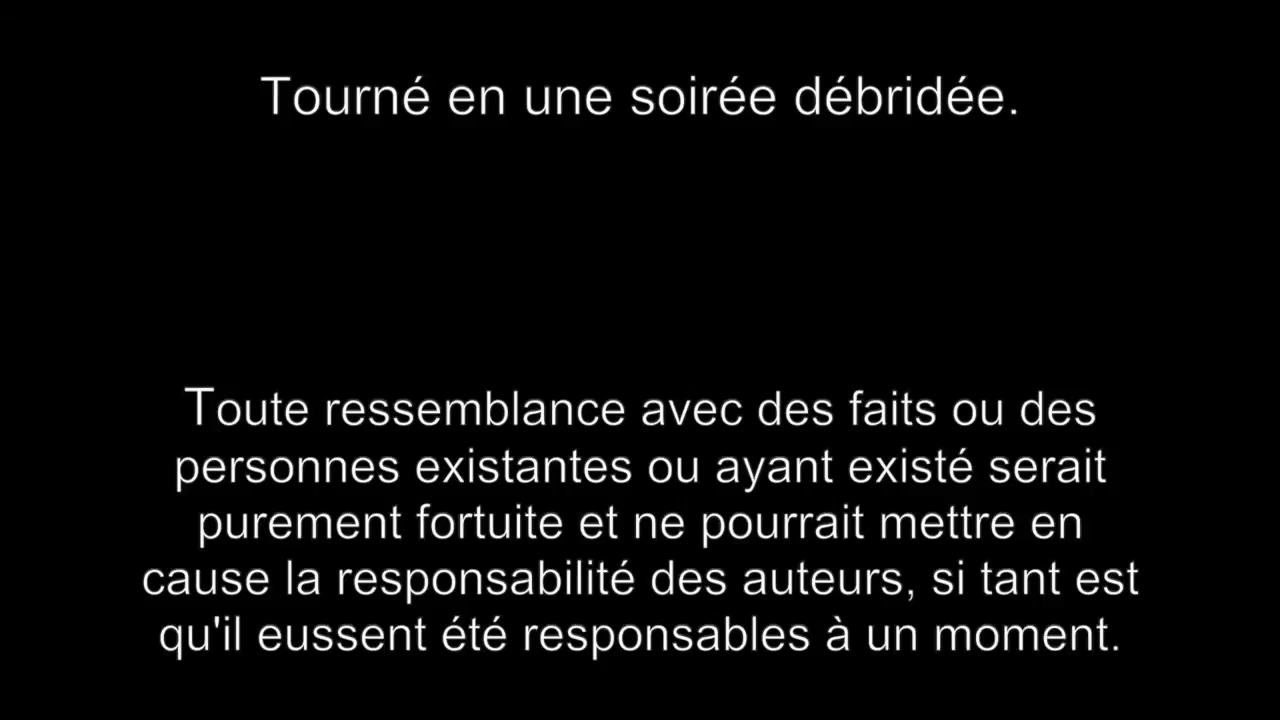 Tourné en une soirée débridée.
Toute ressemblance avec des faits ou des
personnes existantes ou ayant existé serait
purement fortuite et ne pourrait mettre en
cause la responsabilité des auteurs, si tant est
qu'il eussent été responsables à un moment.